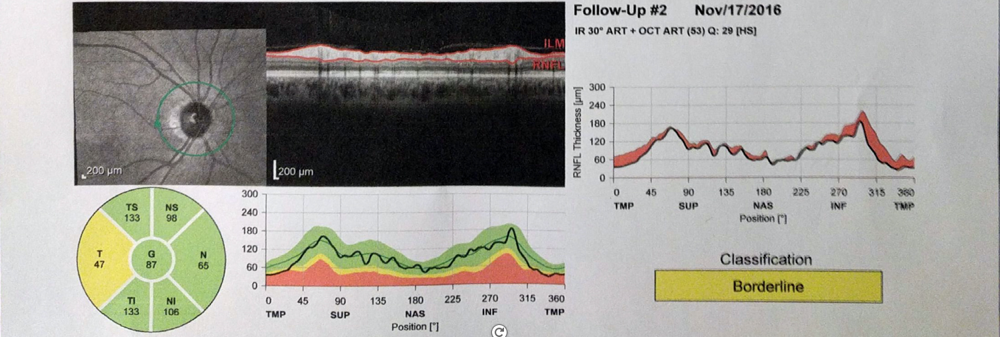 Follow-Up #2 Nov/17/2016
IR 30° ART + OCT ART (53) Q: 29 [HS]
ILM
RNFL
200 µm
200 µm
RNFL Thickness [µm]
300
240
180
120
60
0
0 45 90 135 180 225 270 315 360
TMP SUP NAS INF TMP
Position [°]
TS
133
NS
98
T
47
G
87
N
65
TI
133
NI
106
300
240
180
120
60
0
0 45 90 135 180 225 270 315 360
TMP SUP NAS INF TMP
Position [°]
Classification
Borderline